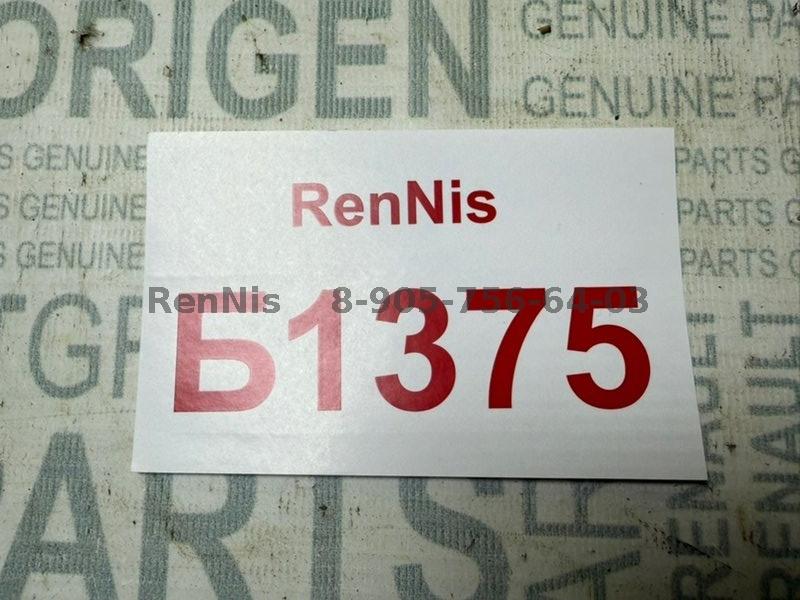 ORIGEN
GENUINE PA
GENUINE PA
S GENUINE
PARTS G
S GENUINE
PARTS
GENUINE
PARTS G
RenNis
RenNis 8-905-756-64-03
Б1375
PARTS
RENAULT
RENAULT